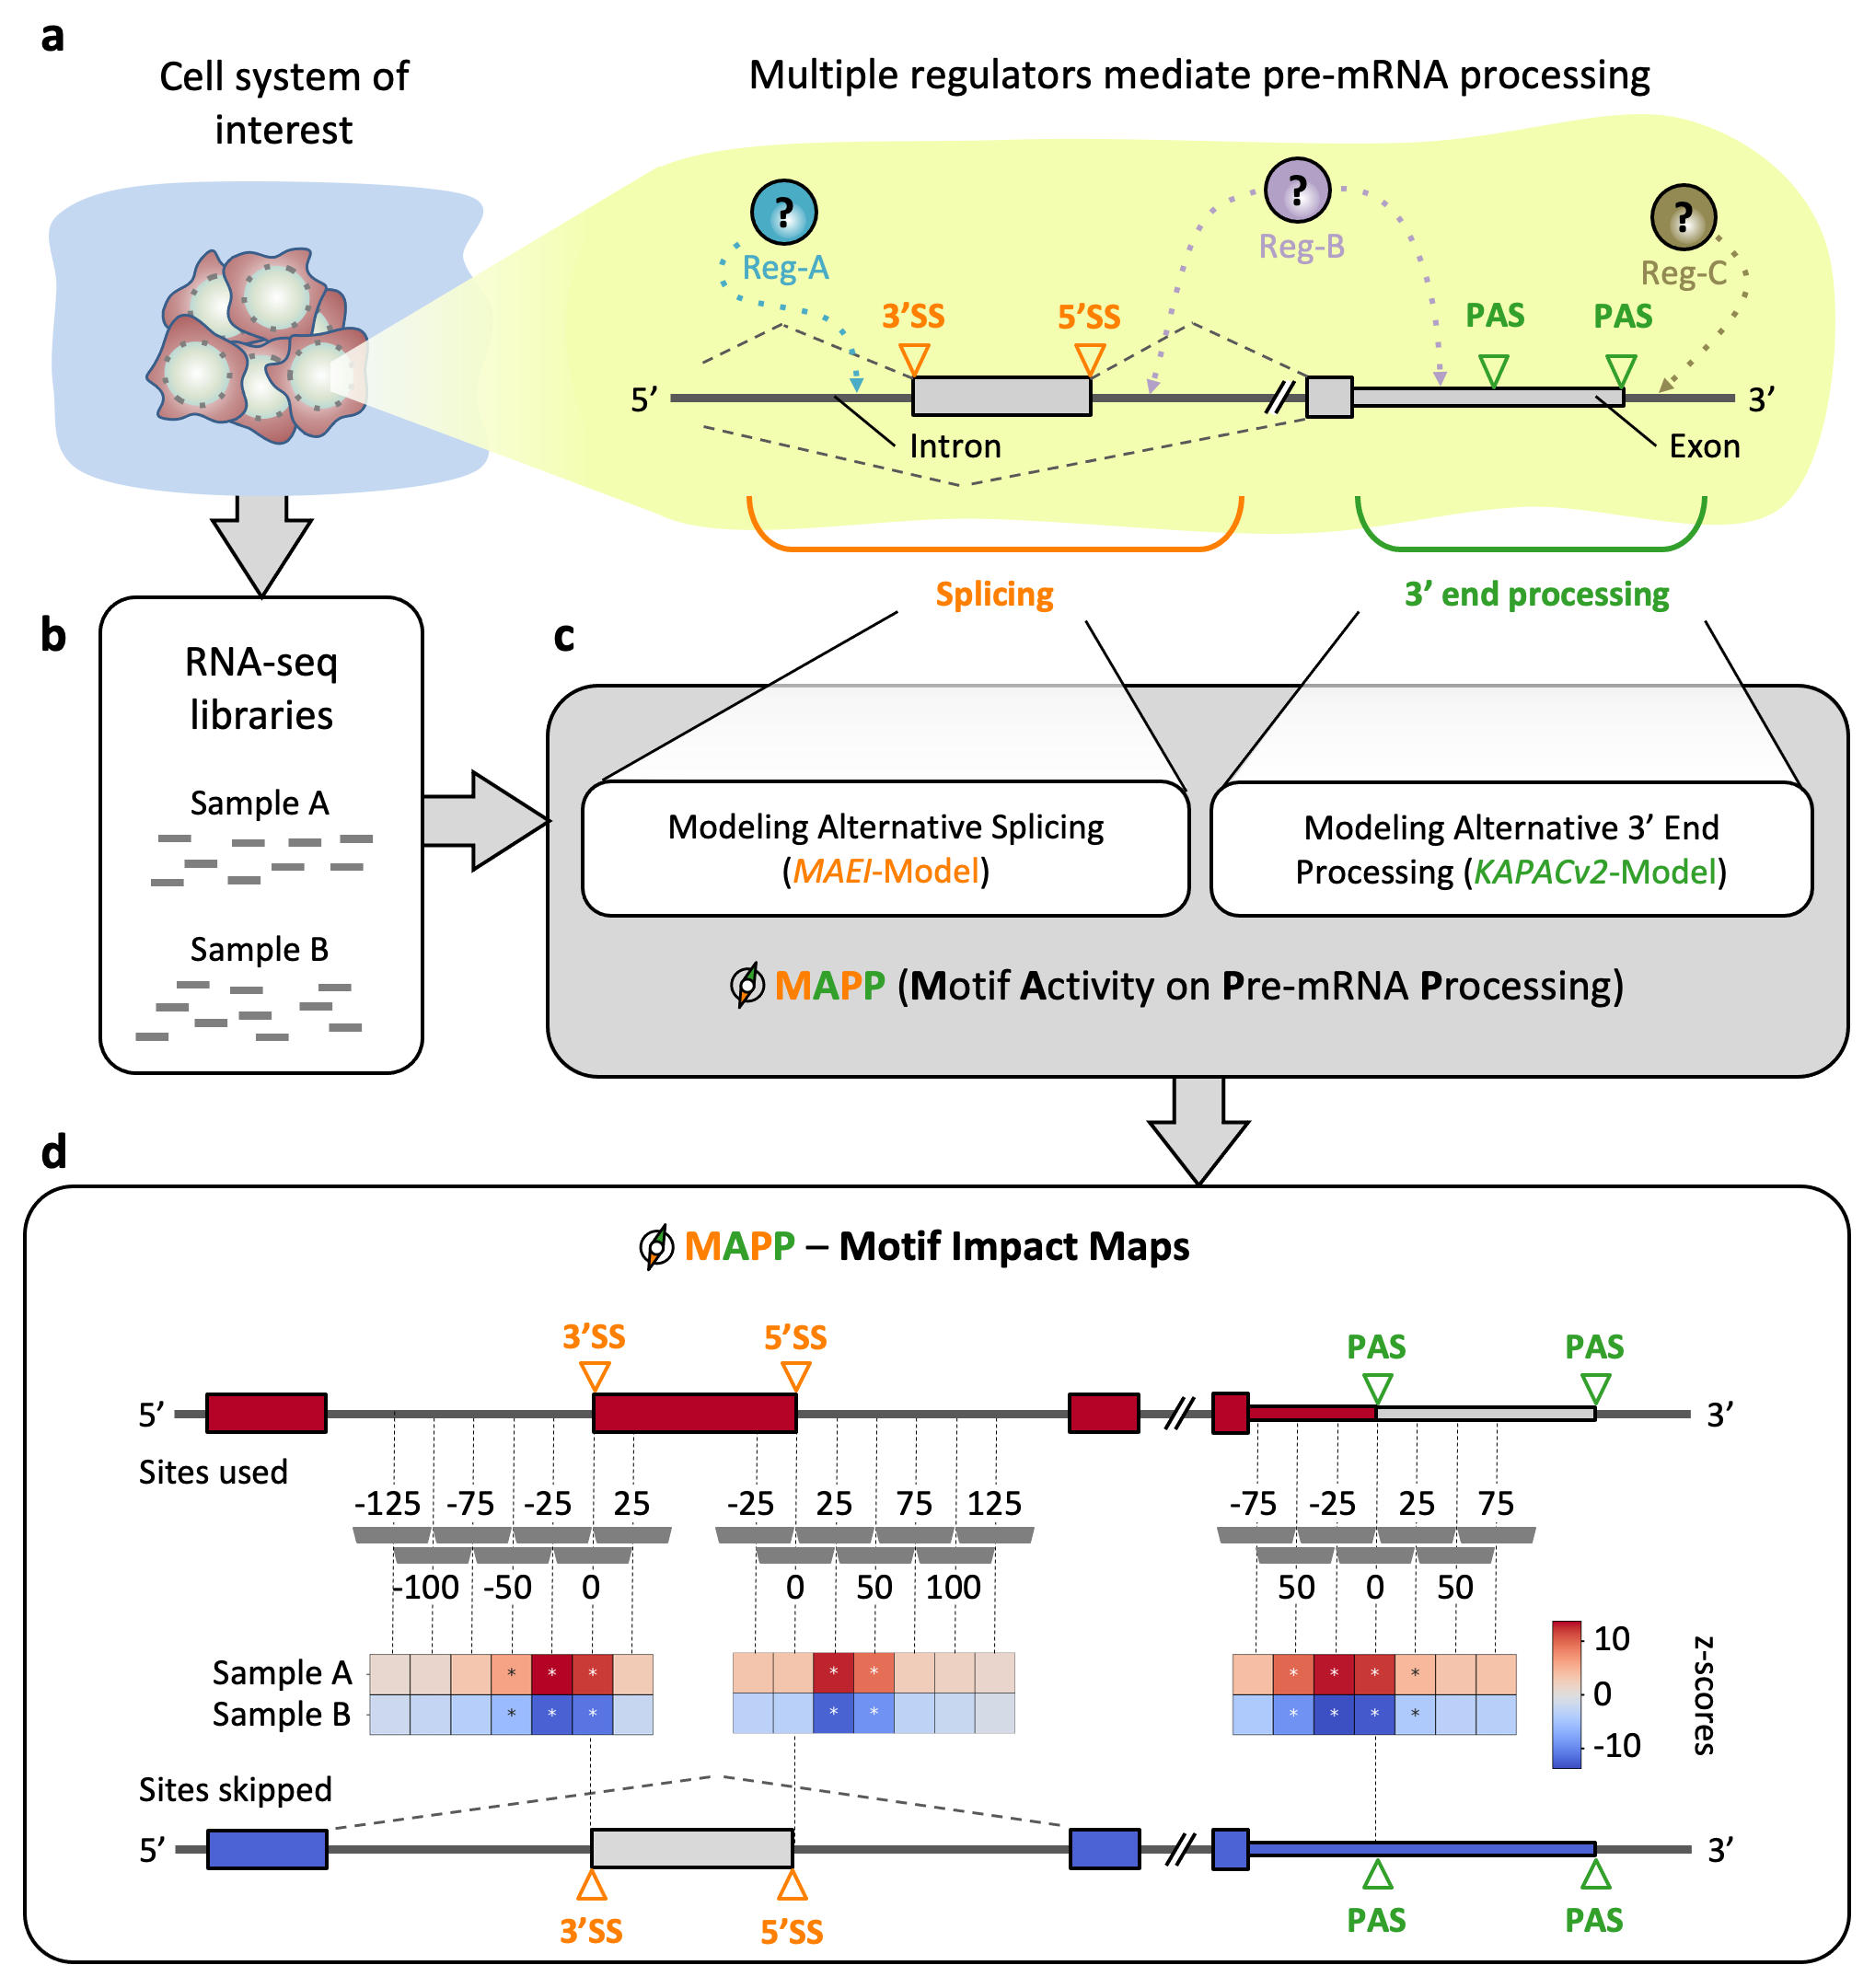 a
Cell system of
interest
Multiple regulators mediate pre-mRNA processing
?
Reg-A
?
Reg-B
?
Reg-C
3’SS
5’SS
PAS
PAS
5’
3’
Intron
Exon
Splicing
3’ end processing
b
RNA-seq
libraries
Sample A
Sample B
c
Modeling Alternative Splicing
(MAEI-Model)
Modeling Alternative 3’ End
Processing (KAPACv2-Model)
MAPP (Motif Activity on Pre-mRNA Processing)
d
MAPP – Motif Impact Maps
3’SS
5’SS
PAS
PAS
5’
3’
Sites used
-125 -75 -25 25
-25 25 75 125
-75 -25 25 75
-100 -50 0
0 50 100
50 0 50
Sample A
* * *
* *
* * * *
Sample B
* * *
* *
* * * *
10
0
-10
z-scores
Sites skipped
5’
3’
3’SS
5’SS
PAS
PAS